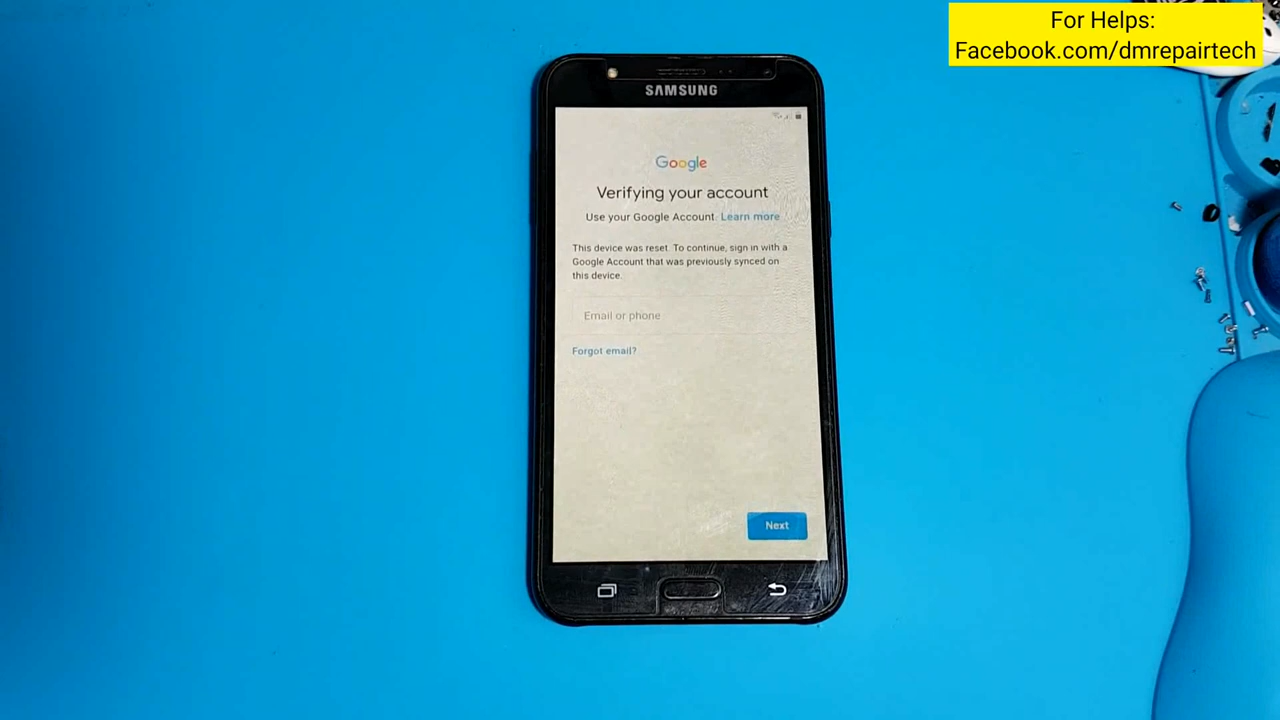 For Helps:
Facebook.com/dmrepairtech
SAMSUNG
Google
Verifying your account
Use your Google Account. Learn more
This device was reset. To continue, sign in with a
Google Account that was previously synced on
this device.
Email or phone
Forgot email?
Next